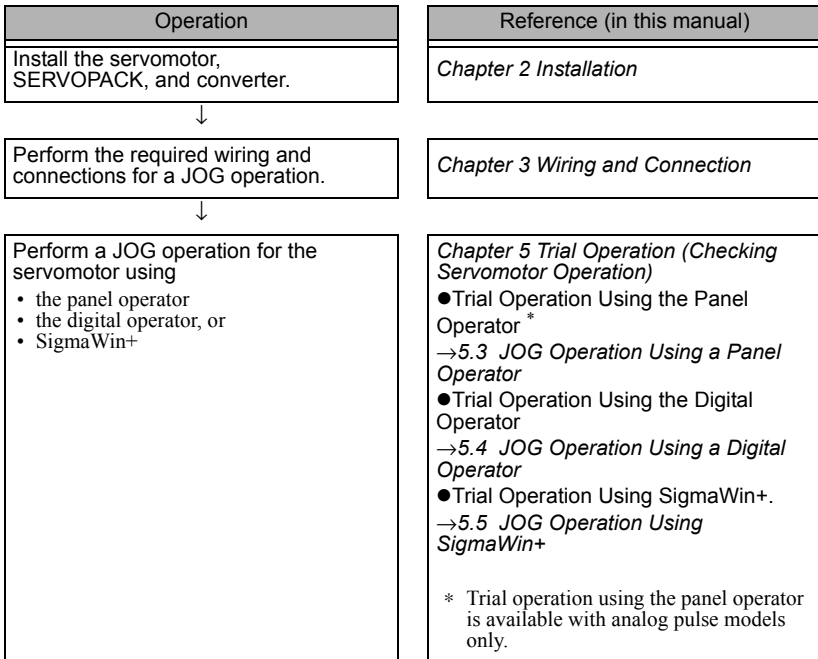 Operation
Reference (in this manual)
Install the servomotor,
SERVOPACK, and converter.
Chapter 2 Installation
↓
Perform the required wiring and
connections for a JOG operation.
Chapter 3 Wiring and Connection
↓
Perform a JOG operation for the
servomotor using
• the panel operator
• the digital operator, or
• SigmaWin+
Chapter 5 Trial Operation (Checking
Servomotor Operation)
●Trial Operation Using the Panel
Operator *
→5.3 JOG Operation Using a Panel
Operator
●Trial Operation Using the Digital
Operator
→5.4 JOG Operation Using a Digital
Operator
●Trial Operation Using SigmaWin+.
→5.5 JOG Operation Using
SigmaWin+
* Trial operation using the panel operator
is available with analog pulse models
only.